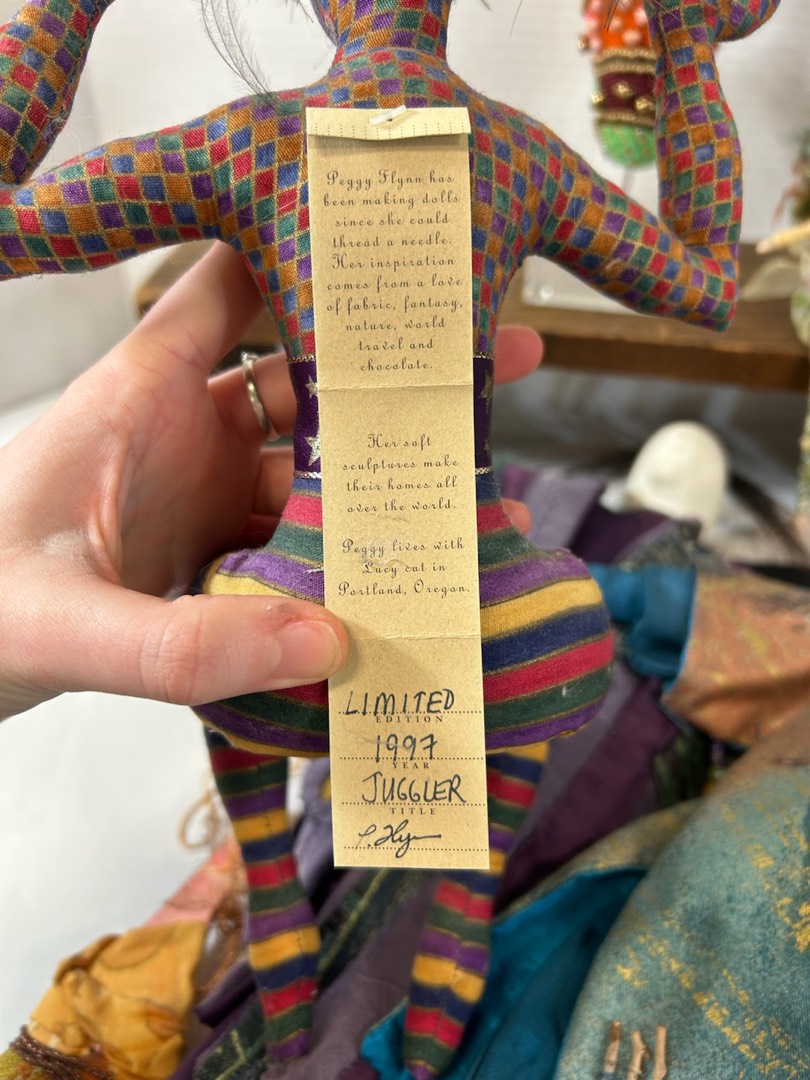 Peggy Flynn has
been making dolls
since she could
thread a needle.
Her inspiration
comes from a love
of fabric, fantasy,
nature, world
travel and
chocolate.
Her soft
sculptures make
their homes all
over the world.
Peggy lives with
Lucy cat in
Portland, Oregon.
LIMITED
EDITION
1997
YEAR
JUGGLER
TITLE